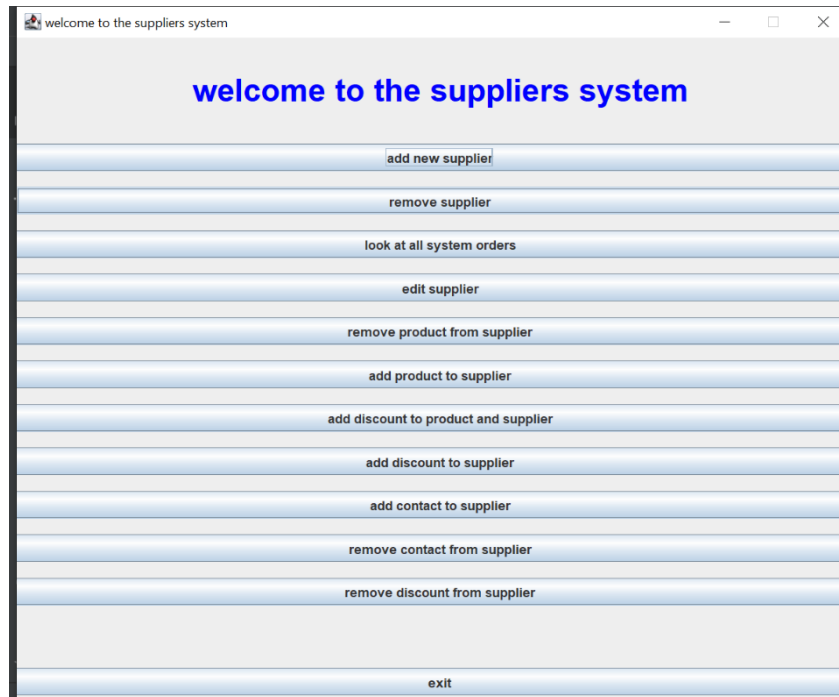 welcome to the suppliers system
welcome to the suppliers system
add new supplier
remove supplier
look at all system orders
edit supplier
remove product from supplier
add product to supplier
add discount to product and supplier
add discount to supplier
add contact to supplier
remove contact from supplier
remove discount from supplier
exit